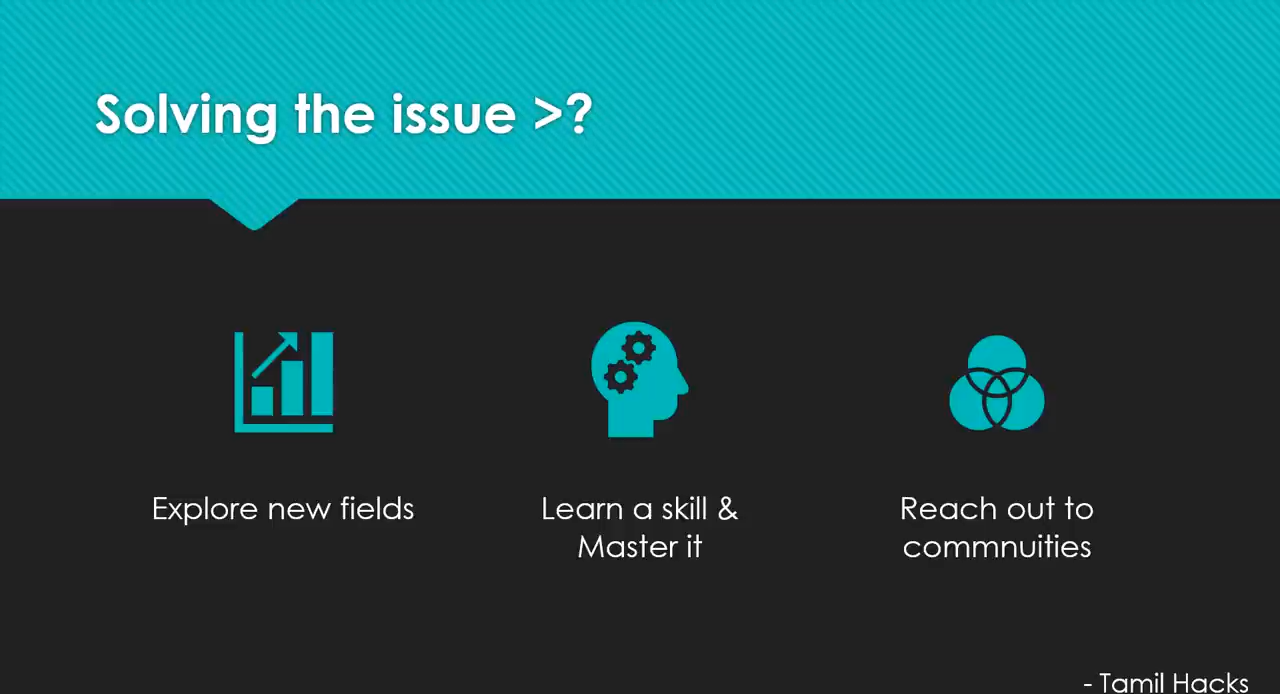 Solving the issue >?
Explore new fields
Learn a skill &
Master it
Reach out to
commnuities
- Tamil Hacks